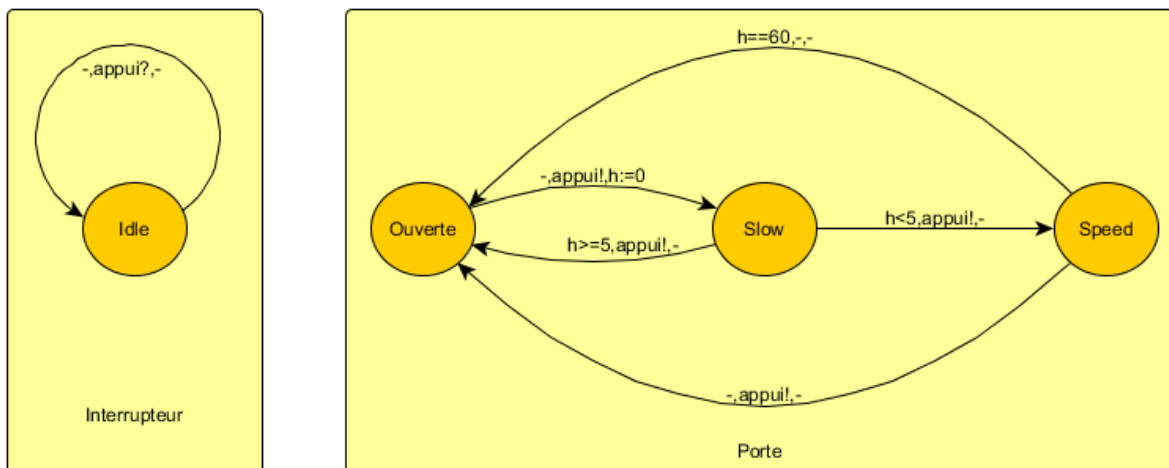 -,appui?,-
Idle
Interrupteur
h==60,-,-
-,appui!,h:=0
Ouverte
Slow
h<5,appui!,-
Speed
h>=5,appui!,-
-,appui!,-
Porte